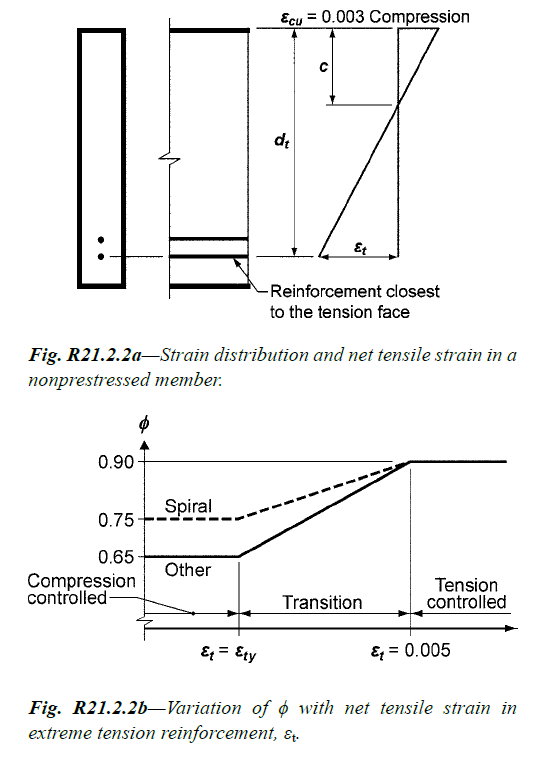 εcu = 0.003 Compression
c
dt
εt
Reinforcement closest
to the tension face
Fig. R21.2.2a—Strain distribution and net tensile strain in a
nonprestressed member.
ϕ
0.90
Spiral
0.75
0.65
Other
Compression
controlled
Transition
Tension
controlled
εt = εty
εt = 0.005
Fig. R21.2.2b—Variation of ϕ with net tensile strain in
extreme tension reinforcement, εt.